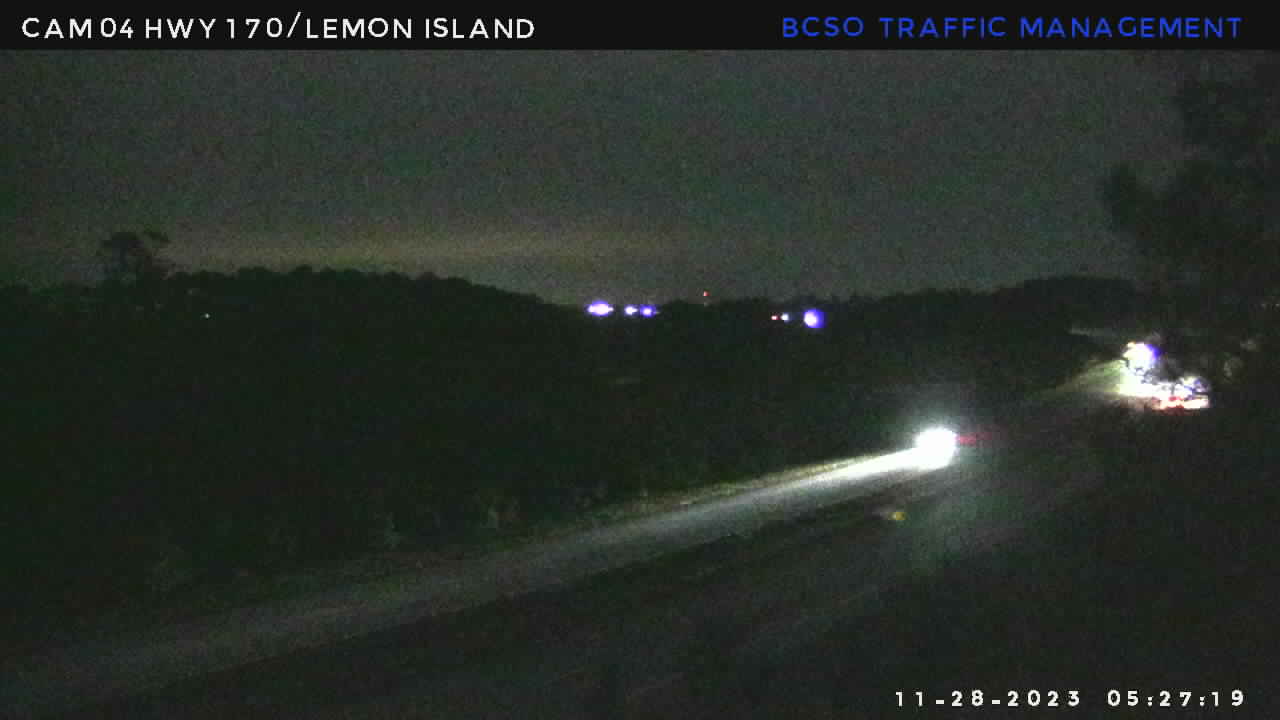 CAM04 HWY 170/LEMON ISLAND
BCSO TRAFFIC MANAGEMENT
11-28-2023 05:27:19